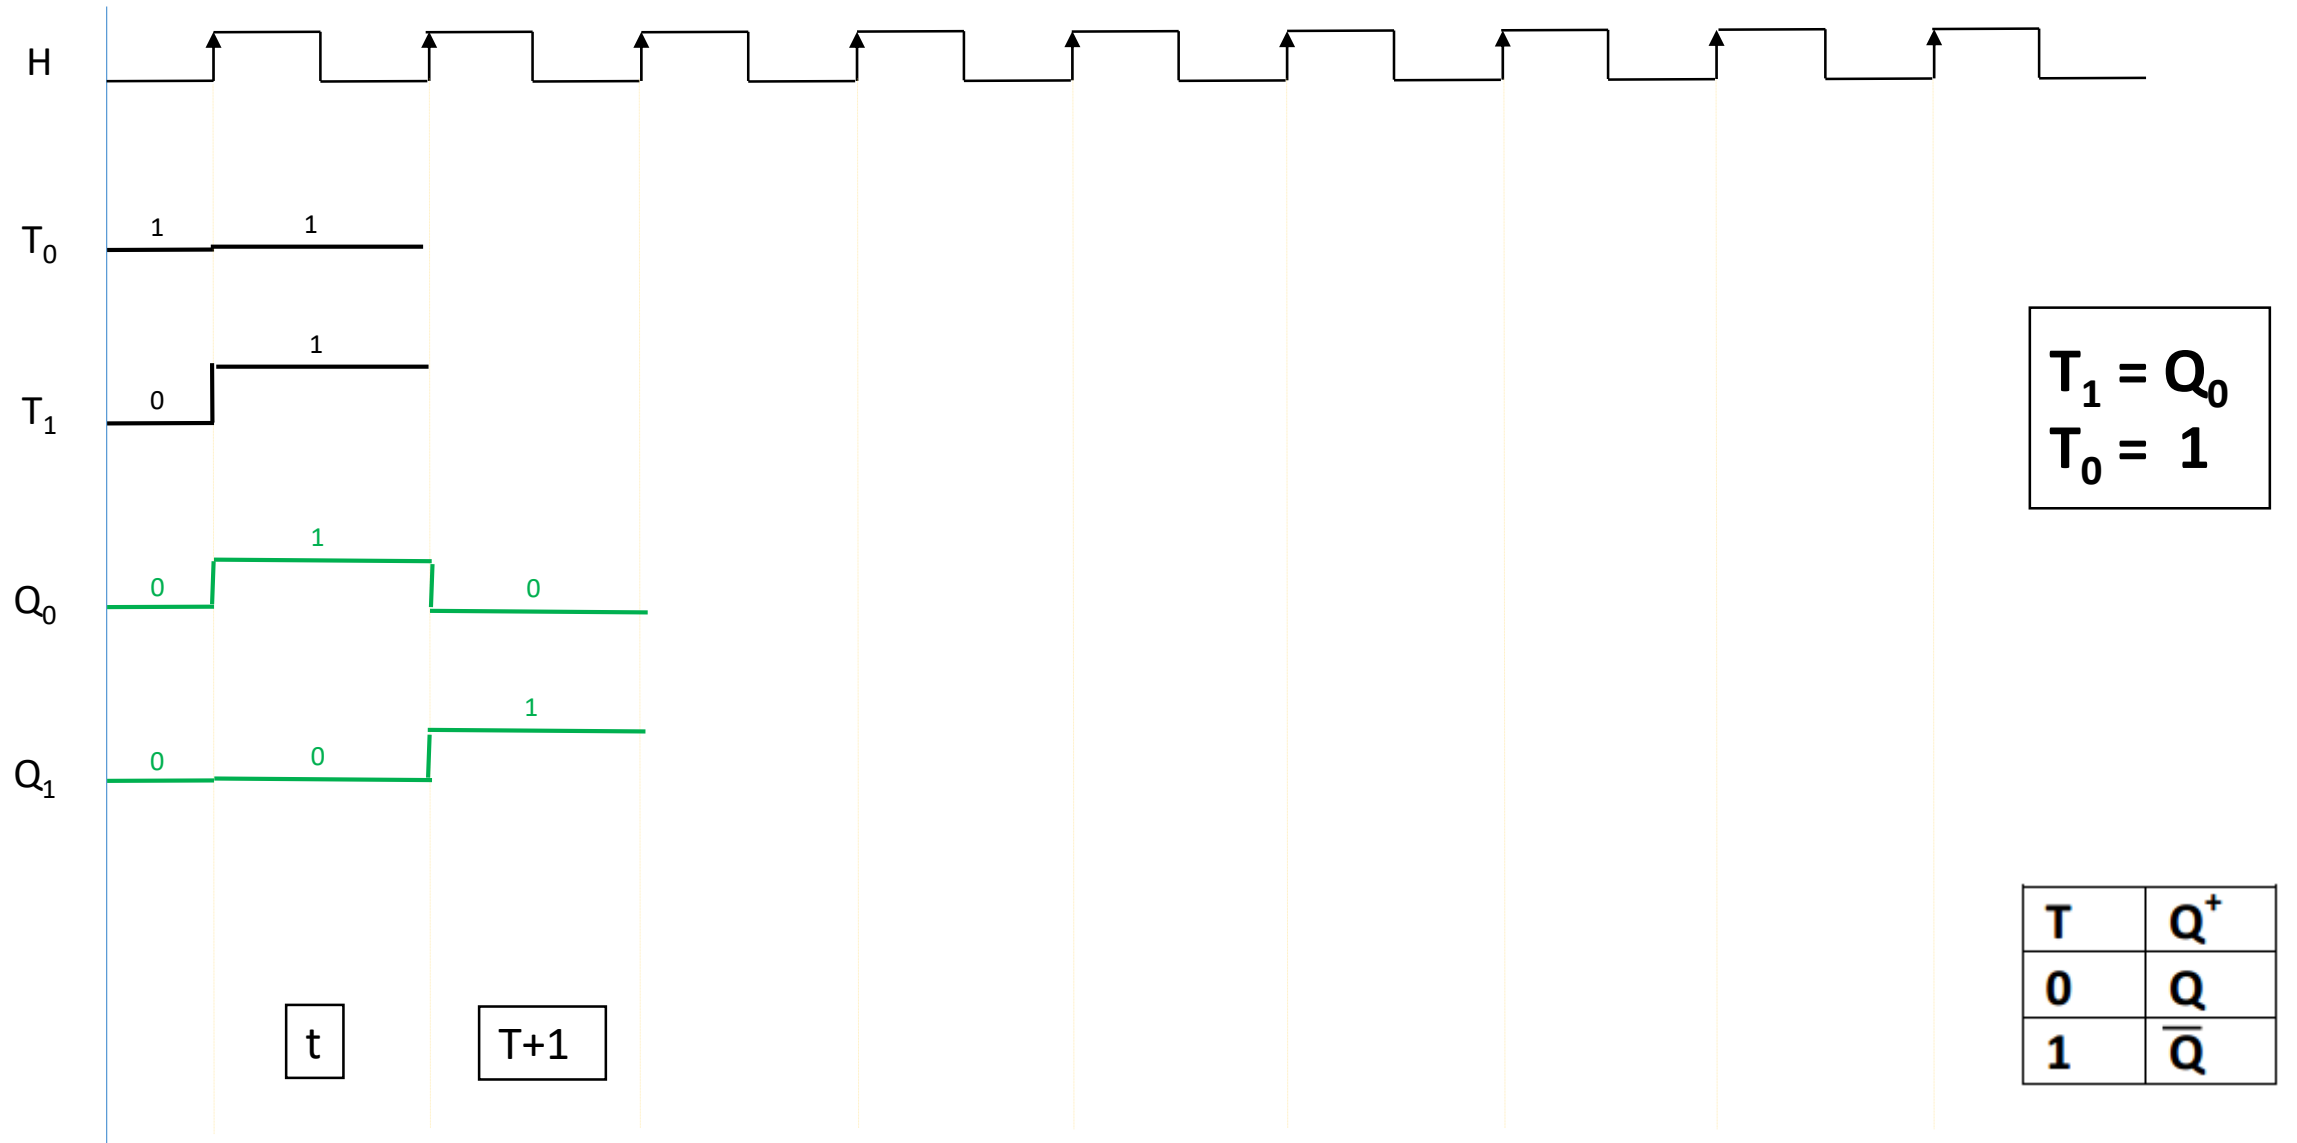 H
1 1
T₀
1
0
T₁
T₁ = Q₀
T₀ = 1
1
0 0
Q₀
1
0 0
Q₁
T Q⁺
0 Q
1 Q̅
t T+1